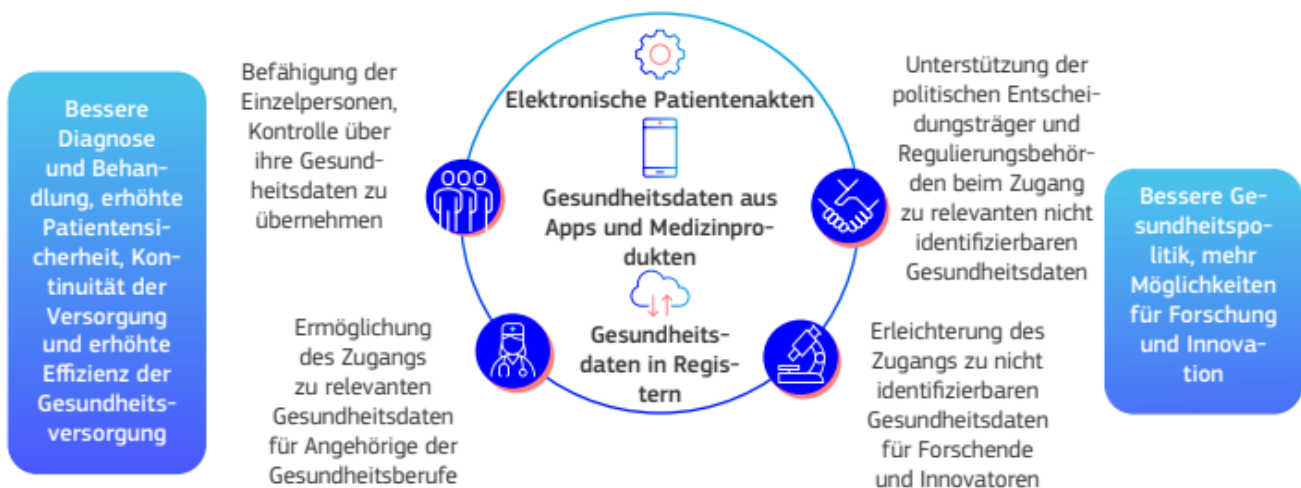 Bessere
Diagnose
und Behan-
dlung, erhöhte
Patientensi-
cherheit, Kon-
tinuität der
Versorgung
und erhöhte
Effizienz der
Gesundheits-
versorgung
Befähigung der
Einzelpersonen,
Kontrolle über
ihre Gesund-
heitsdaten zu
übernehmen
Ermöglichung
des Zugangs
zu relevanten
Gesundheitsdaten
für Angehörige der
Gesundheitsberufe
Elektronische Patientenakten
Gesundheitsdaten aus
Apps und Medizinpro-
dukten
Gesundheits-
daten in Regis-
tern
Unterstützung der
politischen Entschei-
dungsträger und
Regulierungsbehör-
den beim Zugang
zu relevanten nicht
identifizierbaren
Gesundheitsdaten
Erleichterung des
Zugangs zu nicht
identifizierbaren
Gesundheitsdaten
für Forschende
und Innovatoren
Bessere Ge-
sundheitspo-
litik, mehr
Möglichkeiten
für Forschung
und Innova-
tion